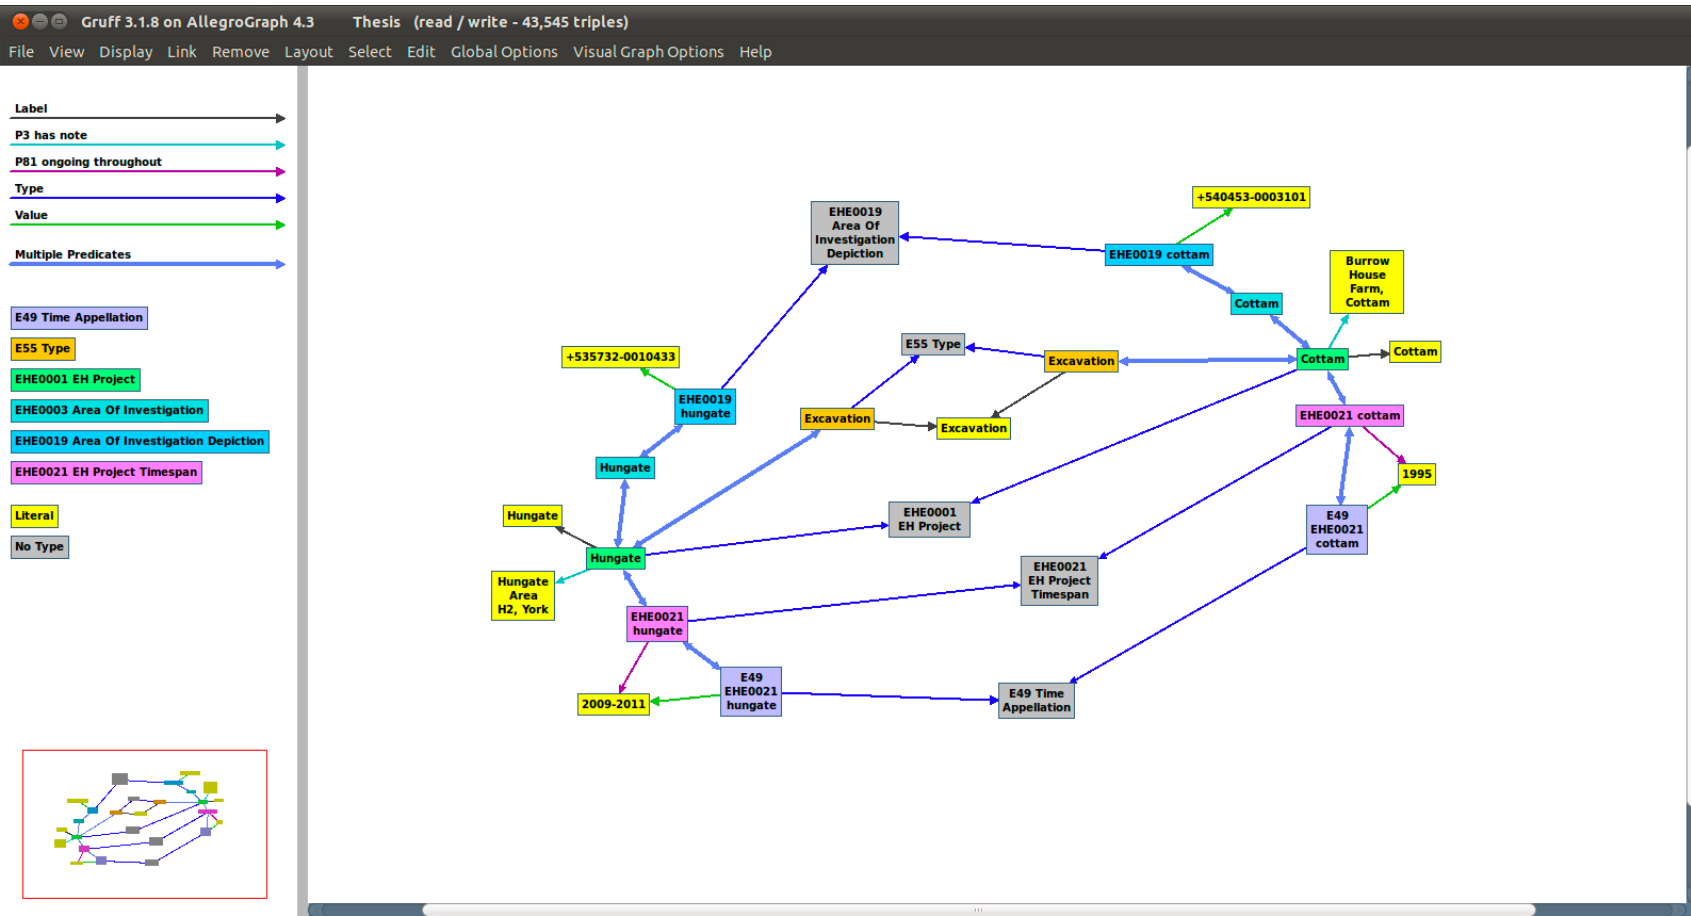 Gruff 3.1.8 on AllegroGraph 4.3 Thesis (read / write - 43,545 triples)
File View Display Link Remove Layout Select Edit Global Options Visual Graph Options Help
Label
P3 has note
P81 ongoing throughout
Type
Value
Multiple Predicates
E49 Time Appellation
E55 Type
EHE0001 EH Project
EHE0003 Area Of Investigation
EHE0019 Area Of Investigation Depiction
EHE0021 EH Project Timespan
Literal
No Type
+540453-0003101
EHE0019
Area Of
Investigation
Depiction
EHE0019 cottam
Burrow
House
Farm,
Cottam
Cottam
+535732-0010433
E55 Type
Excavation
Cottam
Cottam
EHE0019
hungate
Excavation
Excavation
EHE0021 cottam
Hungate
1995
Hungate
EHE0001
EH Project
E49
EHE0021
cottam
Hungate
Hungate
Area
H2, York
EHE0021
EH Project
Timespan
EHE0021
hungate
E49
EHE0021
hungate
2009-2011
E49 Time
Appellation